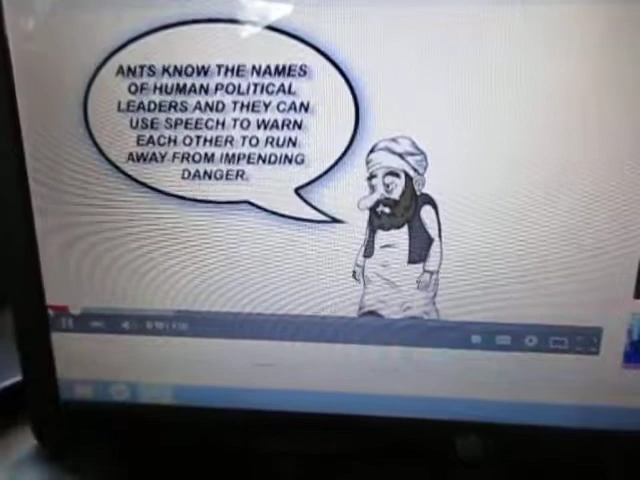 ANTS KNOW THE NAMES
OF HUMAN POLITICAL
LEADERS AND THEY CAN
USE SPEECH TO WARN
EACH OTHER TO RUN
AWAY FROM IMPENDING
DANGER.